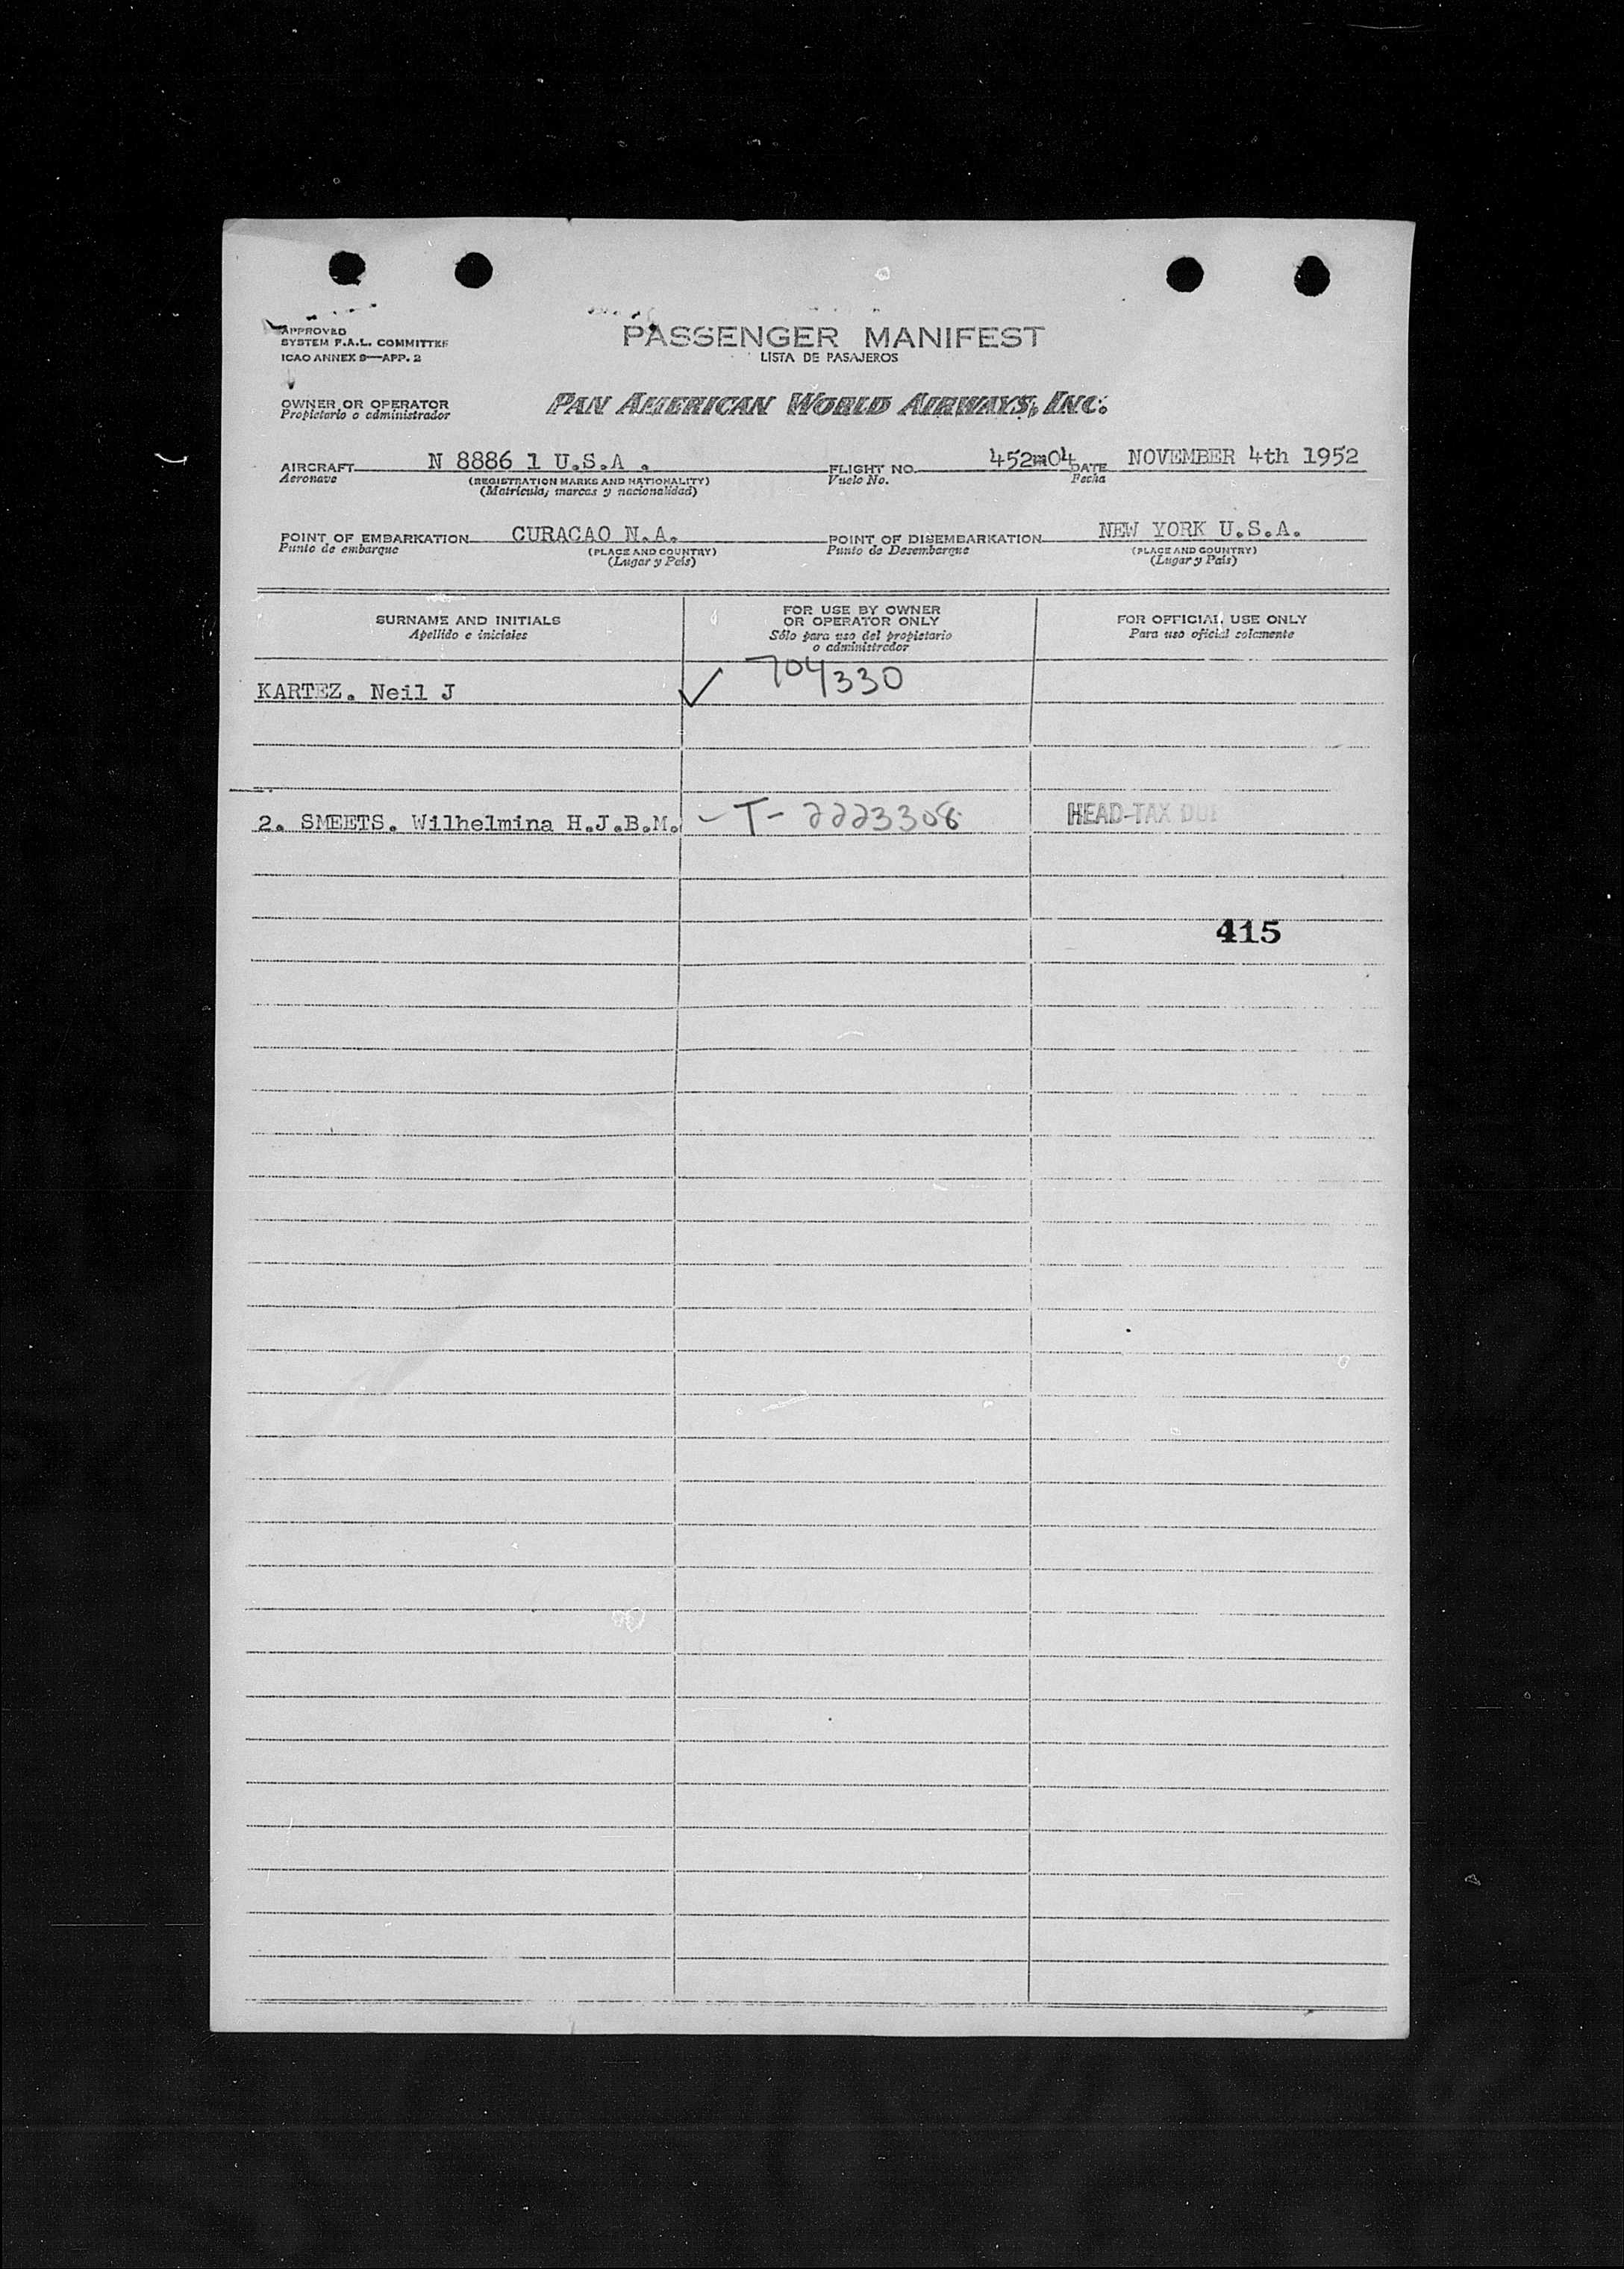 APPROVED
SYSTEM F.A.L. COMMITTEE
ICAO ANNEX 9—APP. 2
PASSENGER MANIFEST
LISTA DE PASAJEROS
OWNER OR OPERATOR
Propietario o administrador
PAN AMERICAN WORLD AIRWAYS, INC.
AIRCRAFT N 8886 1 U.S.A . FLIGHT NO. 452m04 DATE NOVEMBER 4th 1952
Aeronave (REGISTRATION MARKS AND NATIONALITY) Vuelo No. Fecha
(Matrícula, marcas y nacionalidad)
POINT OF EMBARKATION CURACAO N.A. POINT OF DISEMBARKATION NEW YORK U.S.A.
Punto de embarque (PLACE AND COUNTRY) Punto de Desembarque (PLACE AND COUNTRY)
(Lugar y País) (Lugar y País)
SURNAME AND INITIALS FOR USE BY OWNER OR OPERATOR ONLY FOR OFFICIAL USE ONLY
Apellido e iniciales Sólo para uso del propietario o administrador Para uso oficial solamente
KARTEZ. Neil J ✓ 704330
2. SMEETS. Wilhelmina H.J.B.M. - T- 2223308 HEAD-TAX DUE
415